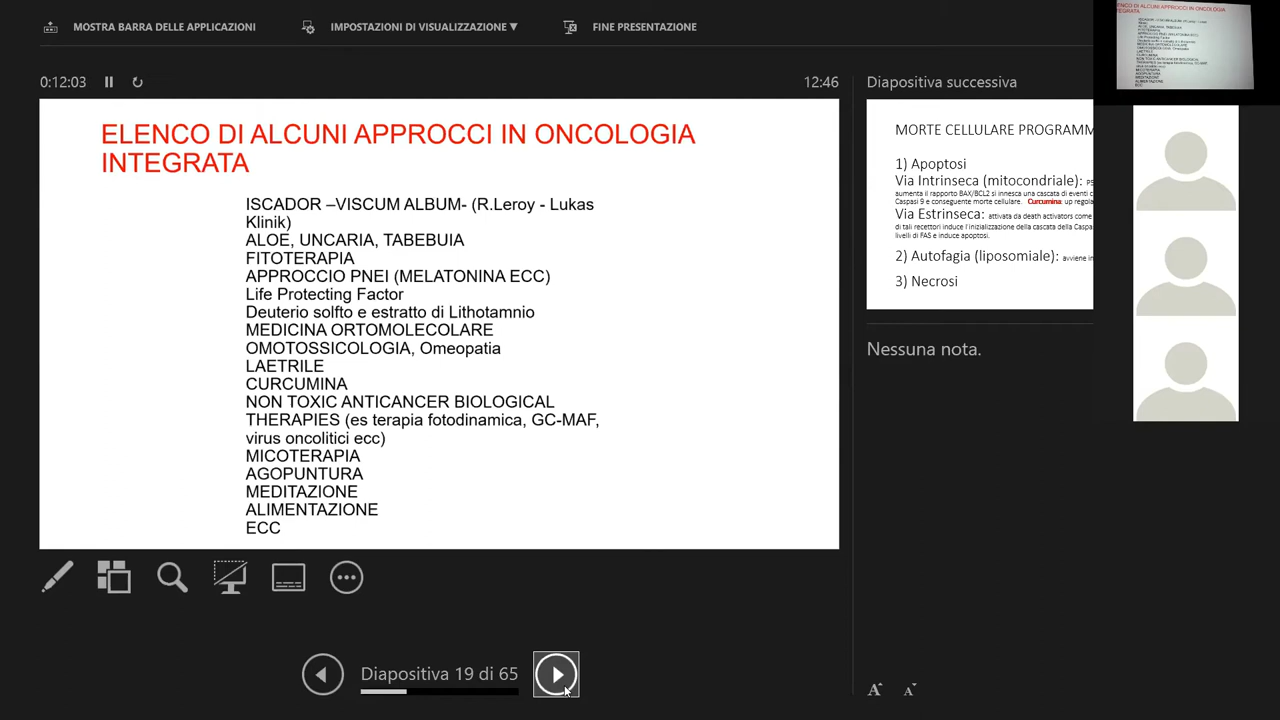 MOSTRA BARRA DELLE APPLICAZIONI
IMPOSTAZIONI DI VISUALIZZAZIONE ▼
FINE PRESENTAZIONE
0:12:03
12:46
ELENCO DI ALCUNI APPROCCI IN ONCOLOGIA
INTEGRATA
ISCADOR –VISCUM ALBUM- (R.Leroy - Lukas
Klinik)
ALOE, UNCARIA, TABEBUIA
FITOTERAPIA
APPROCCIO PNEI (MELATONINA ECC)
Life Protecting Factor
Deuterio solfto e estratto di Lithotamnio
MEDICINA ORTOMOLECOLARE
OMOTOSSICOLOGIA, Omeopatia
LAETRILE
CURCUMINA
NON TOXIC ANTICANCER BIOLOGICAL
THERAPIES (es terapia fotodinamica, GC-MAF,
virus oncolitici ecc)
MICOTERAPIA
AGOPUNTURA
MEDITAZIONE
ALIMENTAZIONE
ECC
Diapositiva 19 di 65
Diapositiva successiva
MORTE CELLULARE PROGRAMM
1) Apoptosi
Via Intrinseca (mitocondriale):
aumenta il rapporto BAX/BCL2 si innesca una cascata di eventi c
Caspasi 9 e conseguente morte cellulare. Curcumina: up regola
Via Estrinseca: attivata da death activators come
di tali recettori induce l'inizializzazione della cascata della Caspa
livelli di FAS e induce apoptosi.
2) Autofagia (liposomiale): avviene in
3) Necrosi
Nessuna nota.
A A